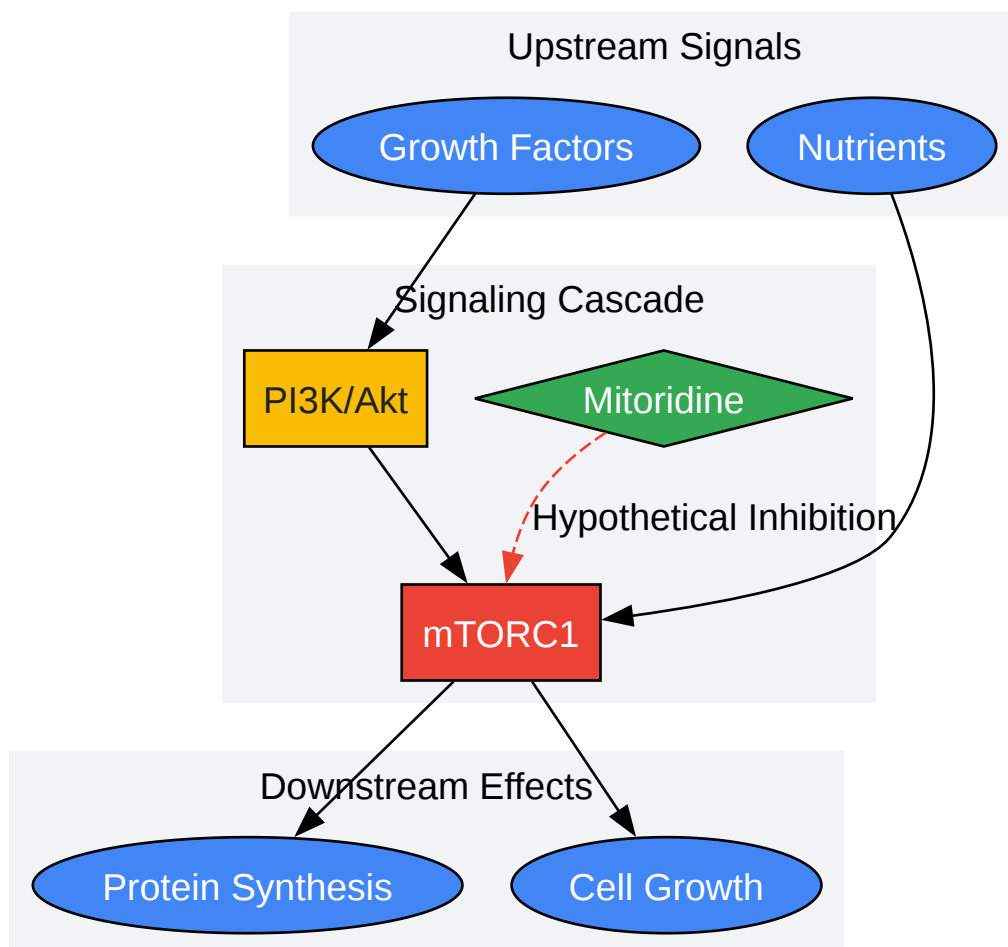 Upstream Signals
Growth Factors
Nutrients
Signaling Cascade
PI3K/Akt
Mitoridine
Hypothetical Inhibition
mTORC1
Downstream Effects
Protein Synthesis
Cell Growth